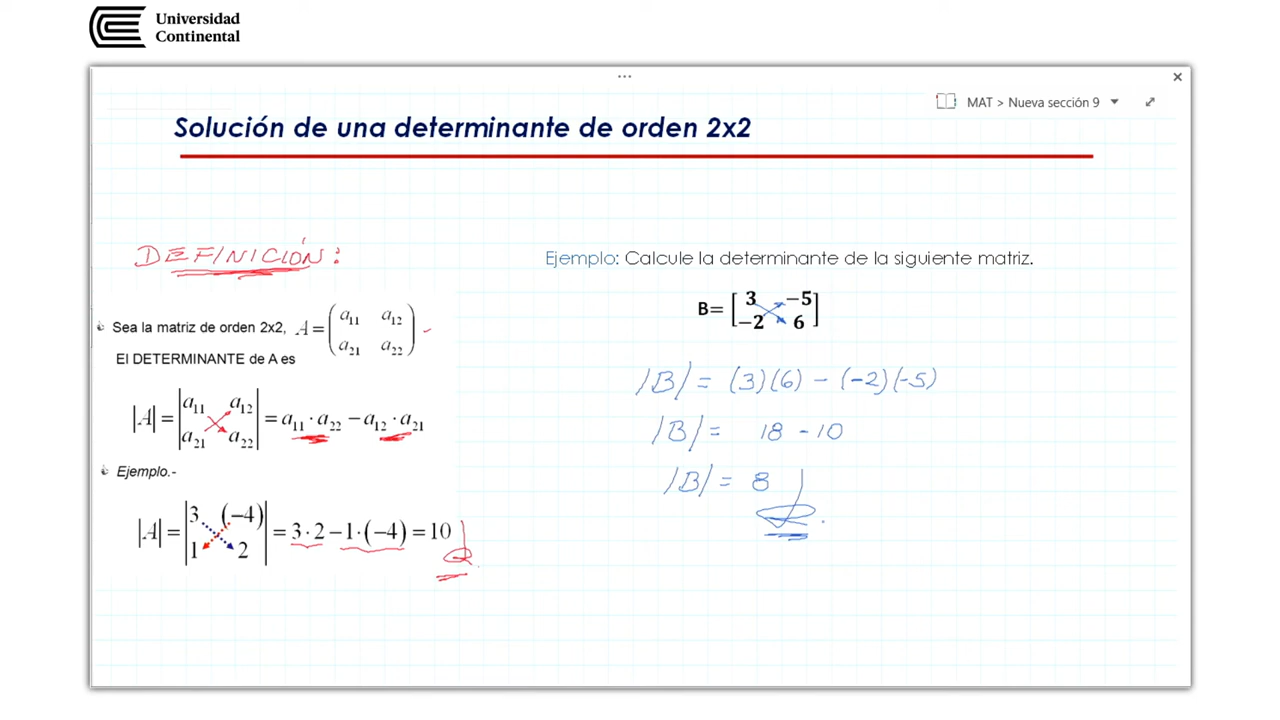 Universidad
Continental
MAT > Nueva sección 9
Solución de una determinante de orden 2x2
DEFINICIÓN:
Sea la matriz de orden 2x2, A = ( a11 a12
a21 a22 )
El DETERMINANTE de A es
|A| = | a11 a12
a21 a22 | = a11 · a22 − a12 · a21
Ejemplo.-
|A| = | 3 (−4)
1 2 | = 3 · 2 − 1 · (−4) = 10
Ejemplo: Calcule la determinante de la siguiente matriz.
B= [ 3 −5
−2 6 ]
|B| = (3)(6) − (−2)(−5)
|B| = 18 − 10
|B| = 8